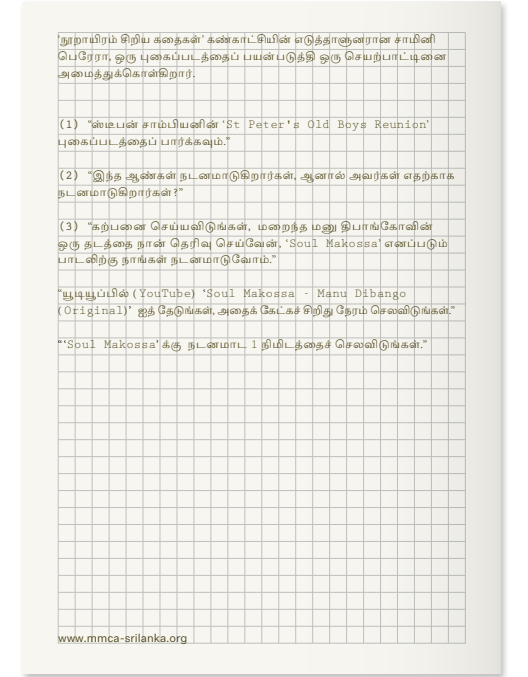 'நூறாயிரம் சிறிய கதைகள்' கண்காட்சியின் எடுத்தாளுனரான சாமினி
பெரேரா, ஒரு புகைப்படத்தைப் பயன்படுத்தி ஒரு செயற்பாட்டினை
அமைத்துக்கொள்கிறார்.
(1) “ஸ்டீபன் சாம்பியனின் ‘St Peter's Old Boys Reunion’
புகைப்படத்தைப் பார்க்கவும்.”
(2) “இந்த ஆண்கள் நடனமாடுகிறார்கள், ஆனால் அவர்கள் எதற்காக
நடனமாடுகிறார்கள்?”
(3) “கற்பனை செய்யவிடுங்கள், மறைந்த மனு திபாங்கோவின்
ஒரு தடத்தை நான் தெரிவு செய்வேன், ‘Soul Makossa’ எனப்படும்
பாடலிற்கு நாங்கள் நடனமாடுவோம்.”
“யூடியூப்பில் (YouTube) ‘Soul Makossa - Manu Dibango
(Original)’ ஐத் தேடுங்கள், அதைக் கேட்கச் சிறிது நேரம் செலவிடுங்கள்.”
“‘Soul Makossa’ க்கு நடனமாட 1 நிமிடத்தைச் செலவிடுங்கள்.”
www.mmca-srilanka.org